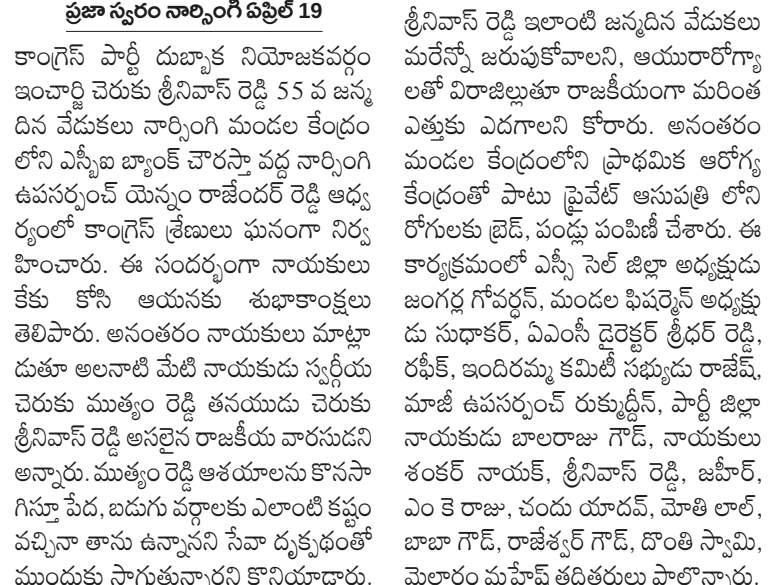 ప్రజా స్వరం నార్సింగి ఏప్రిల్ 19
కాంగ్రెస్ పార్టీ దుబ్బాక నియోజకవర్గం
ఇంచార్జి చెరుకు శ్రీనివాస్ రెడ్డి 55 వ జన్మ
దిన వేడుకలు నార్సింగి మండల కేంద్రం
లోని ఎస్బీఐ బ్యాంక్ చౌరస్తా వద్ద నార్సింగి
ఉపసర్పంచ్ యెన్నం రాజేందర్ రెడ్డి ఆధ్వ
ర్యంలో కాంగ్రెస్ శ్రేణులు ఘనంగా నిర్వ
హించారు. ఈ సందర్భంగా నాయకులు
కేకు కోసి ఆయనకు శుభాకాంక్షలు
తెలిపారు. అనంతరం నాయకులు మాట్లా
డుతూ అలనాటి మేటి నాయకుడు స్వర్గీయ
చెరుకు ముత్యం రెడ్డి తనయుడు చెరుకు
శ్రీనివాస్ రెడ్డి అసలైన రాజకీయ వారసుడని
అన్నారు. ముత్యం రెడ్డి ఆశయాలను కొనసా
గిస్తూ పేద, బడుగు వర్గాలకు ఎలాంటి కష్టం
వచ్చినా తాను ఉన్నానని సేవా దృక్పథంతో
ముందుకు సాగుతున్నారని కొనియాడారు.
శ్రీనివాస్ రెడ్డి ఇలాంటి జన్మదిన వేడుకలు
మరేన్నో జరుపుకోవాలని, ఆయురారోగ్యా
లతో విరాజిల్లుతూ రాజకీయంగా మరింత
ఎత్తుకు ఎదగాలని కోరారు. అనంతరం
మండల కేంద్రంలోని ప్రాథమిక ఆరోగ్య
కేంద్రంతో పాటు ప్రైవేట్ ఆసుపత్రి లోని
రోగులకు బ్రెడ్, పండ్లు పంపిణీ చేశారు. ఈ
కార్యక్రమంలో ఎస్సీ సెల్ జిల్లా అధ్యక్షుడు
జంగర్ల గోవర్ధన్, మండల ఫిషర్మెన్ అధ్యక్షు
డు సుధాకర్, ఏఎంసీ డైరెక్టర్ శ్రీధర్ రెడ్డి,
రఫీక్, ఇందిరమ్మ కమిటీ సభ్యుడు రాజేష్,
మాజీ ఉపసర్పంచ్ రుక్ముద్దీన్, పార్టీ జిల్లా
నాయకుడు బాలరాజు గౌడ్, నాయకులు
శంకర్ నాయక్, శ్రీనివాస్ రెడ్డి, జహీర్,
ఎం కె రాజు, చందు యాదవ్, మోతి లాల్,
బాబా గౌడ్, రాజేశ్వర్ గౌడ్, దొంతి స్వామి,
మెలారం మహేష్ తదితరులు పాల్గొన్నారు.